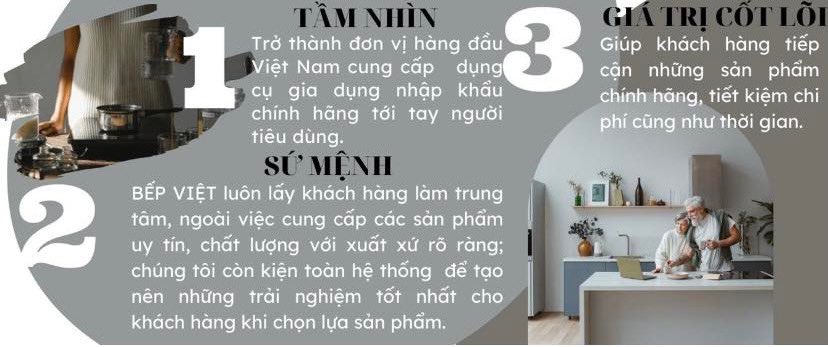 1
TẦM NHÌN
Trở thành đơn vị hàng đầu
Việt Nam cung cấp dụng
cụ gia dụng nhập khẩu
chính hãng tới tay người
tiêu dùng.
2
SỨ MỆNH
BẾP VIỆT luôn lấy khách hàng làm trung
tâm, ngoài việc cung cấp các sản phẩm
uy tín, chất lượng với xuất xứ rõ ràng;
chúng tôi còn kiện toàn hệ thống để tạo
nên những trải nghiệm tốt nhất cho
khách hàng khi chọn lựa sản phẩm.
3
GIÁ TRỊ CỐT LÕI
Giúp khách hàng tiếp
cận những sản phẩm
chính hãng, tiết kiệm chi
phí cũng như thời gian.